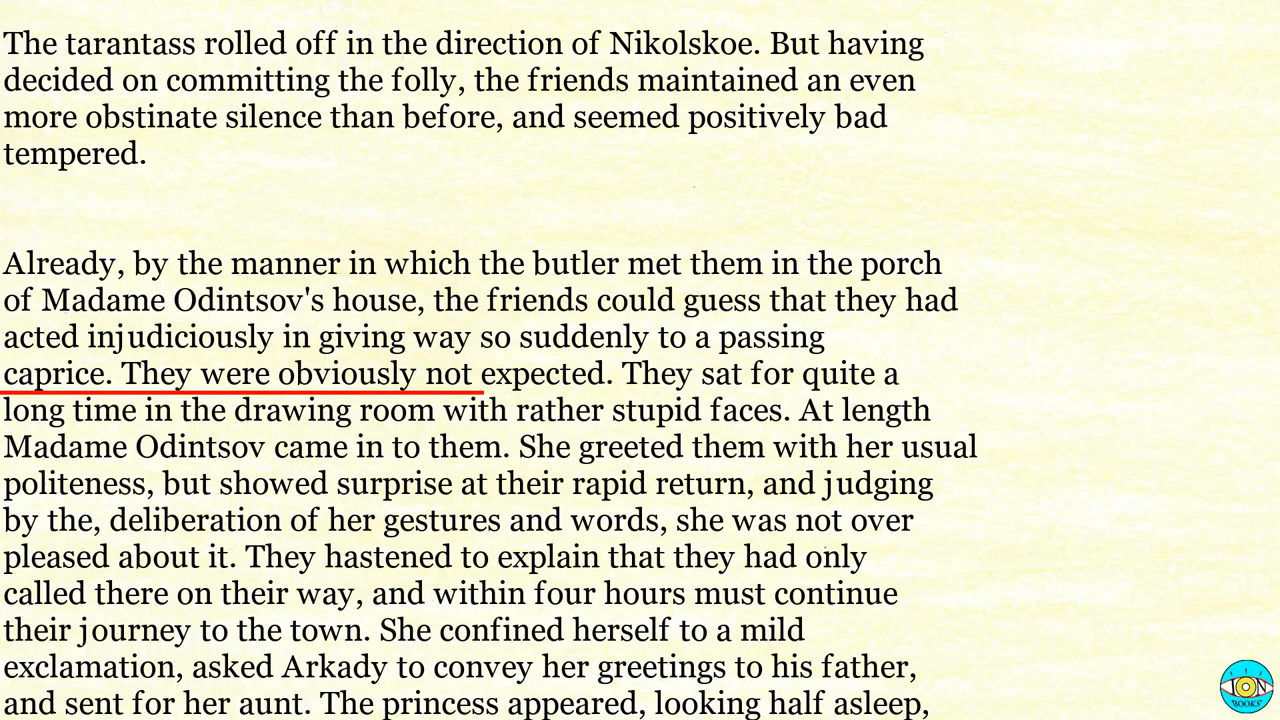 The tarantass rolled off in the direction of Nikolskoe. But having
decided on committing the folly, the friends maintained an even
more obstinate silence than before, and seemed positively bad
tempered.
Already, by the manner in which the butler met them in the porch
of Madame Odintsov's house, the friends could guess that they had
acted injudiciously in giving way so suddenly to a passing
caprice. They were obviously not expected. They sat for quite a
long time in the drawing room with rather stupid faces. At length
Madame Odintsov came in to them. She greeted them with her usual
politeness, but showed surprise at their rapid return, and judging
by the, deliberation of her gestures and words, she was not over
pleased about it. They hastened to explain that they had only
called there on their way, and within four hours must continue
their journey to the town. She confined herself to a mild
exclamation, asked Arkady to convey her greetings to his father,
and sent for her aunt. The princess appeared, looking half asleep,
ION
BOOKS